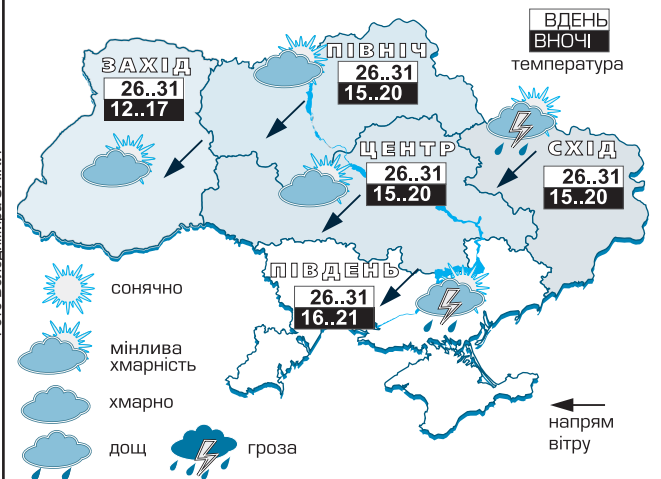 ВДЕНЬ
ВНОЧІ
температура
ПІВНІЧ
26..31
15..20
ЗАХІД
26..31
12..17
ЦЕНТР
26..31
15..20
СХІД
26..31
15..20
ПІВДЕНЬ
26..31
16..21
сонячно
мінлива
хмарність
хмарно
дощ
гроза
напрям
вітру